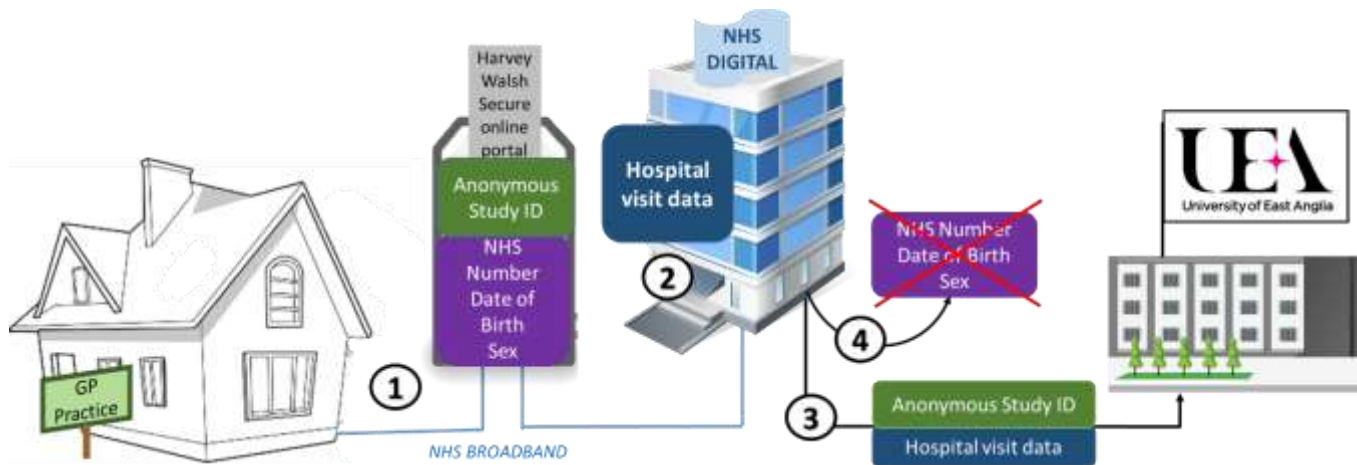 GP
Practice
1
NHS BROADBAND
Harvey
Walsh
Secure
online
portal
Anonymous
Study ID
NHS
Number
Date of
Birth
Sex
NHS
DIGITAL
Hospital
visit data
2
NHS Number
Date of Birth
Sex
4
3
Anonymous Study ID
Hospital visit data
UEA
University of East Anglia